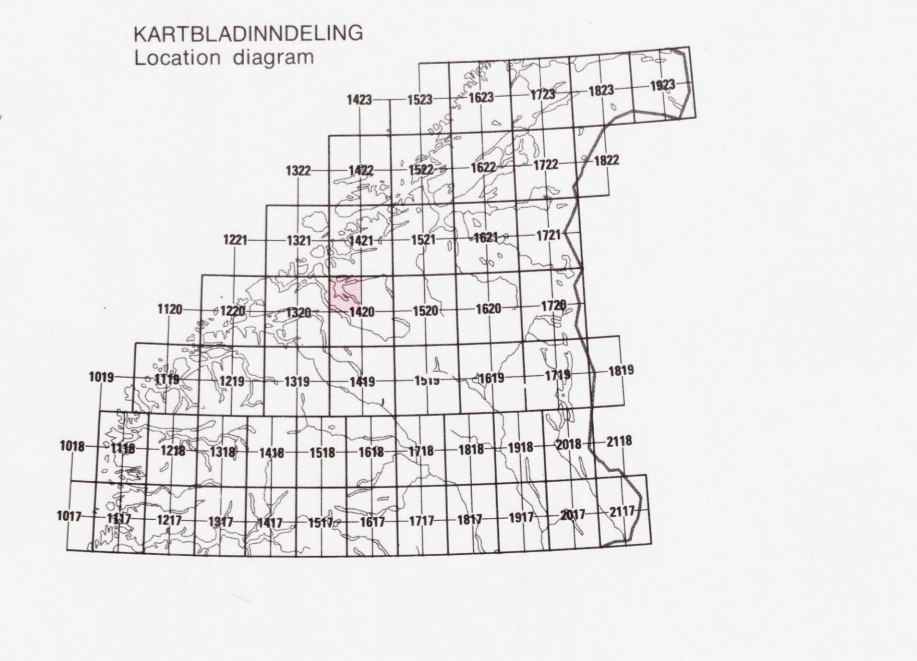 KARTBLADINNDELING
Location diagram
1423 1523 1623 1723 1823 1923
1322 1422 1522 1622 1722 1822
1221 1321 1421 1521 1621 1721
1120 1220 1320 1420 1520 1620 1720
1019 1119 1219 1319 1419 1519 1619 1719 1819
1018 1118 1218 1318 1418 1518 1618 1718 1818 1918 2018 2118
1017 1117 1217 1317 1417 1517 1617 1717 1817 1917 2017 2117